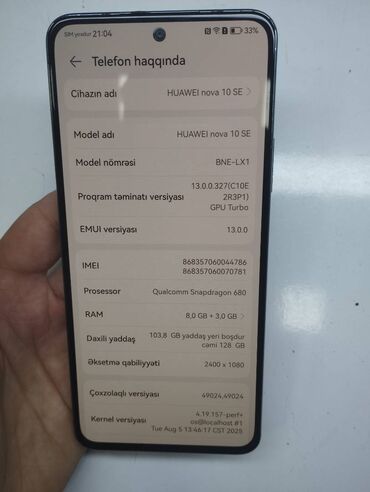 SIM yoxdur 21:04 33%
Telefon haqqında
Cihazın adı HUAWEI nova 10 SE
Model adı HUAWEI nova 10 SE
Model nömrəsi BNE-LX1
Proqram təminatı versiyası 13.0.0.327(C10E
2R3P1)
GPU Turbo
EMUI versiyası 13.0.0
IMEI 868357060044786
868357060070781
Prosessor Qualcomm Snapdragon 680
RAM 8,0 GB + 3,0 GB
Daxili yaddaş 103,8 GB yaddaş yeri boşdur
cəmi 128 GB
Əksetmə qabiliyyəti 2400 x 1080
Çoxzolaqlı versiyası 49024,49024
Kernel versiyası 4.19.157-perf+
os@localhost #1
Tue Aug 5 13:46:17 CST 2025